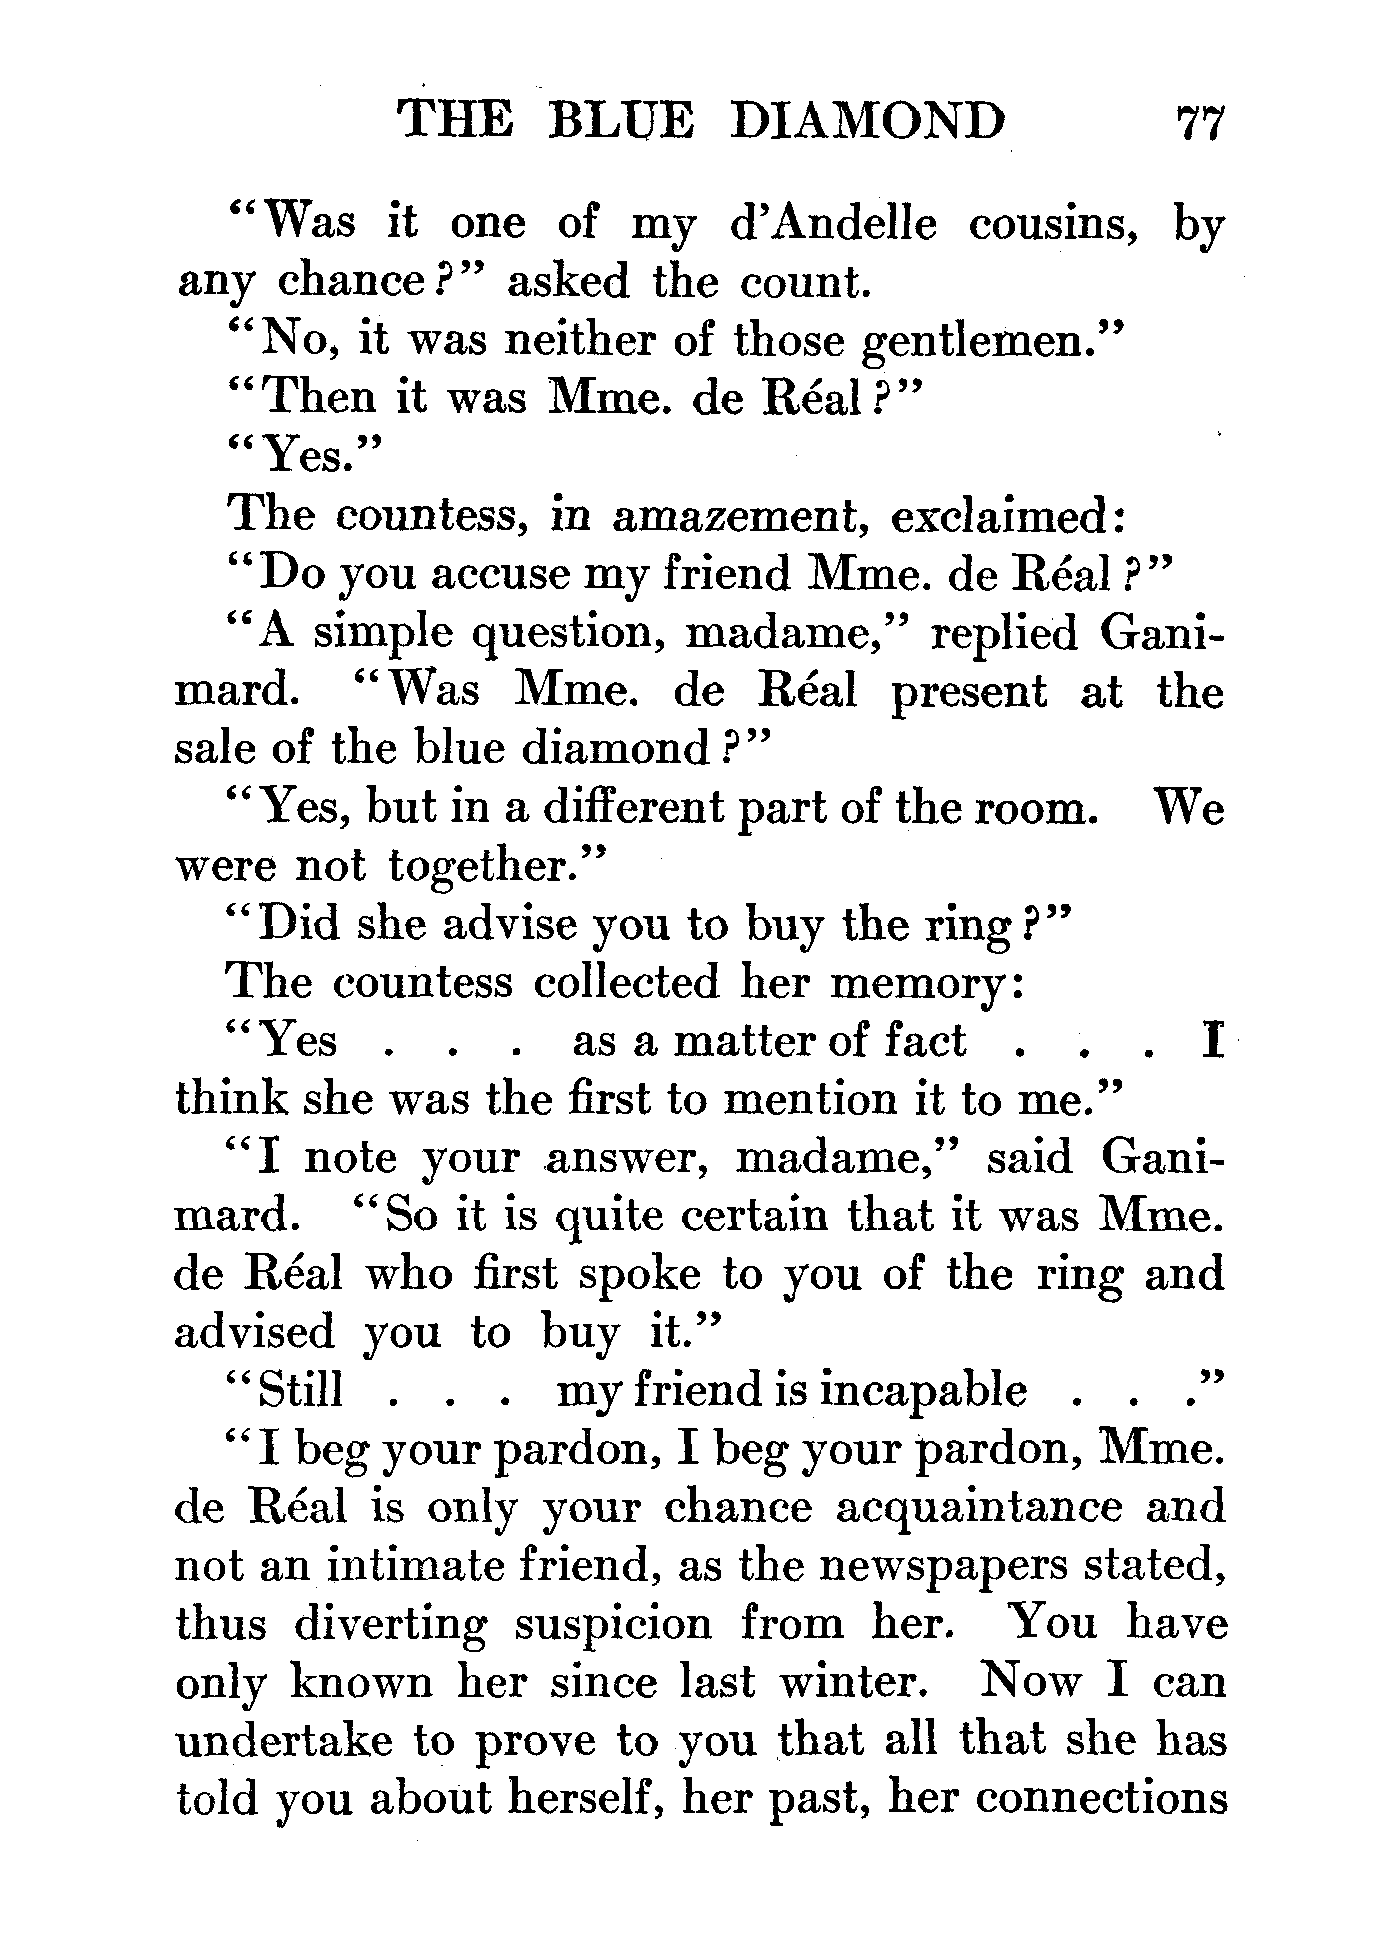 THE BLUE DIAMOND 77
“Was it one of my d’Andelle cousins, by
any chance?” asked the count.
“No, it was neither of those gentlemen.”
“Then it was Mme. de Réal?”
“Yes.”
The countess, in amazement, exclaimed:
“Do you accuse my friend Mme. de Réal?”
“A simple question, madame,” replied Gani-
mard. “Was Mme. de Réal present at the
sale of the blue diamond?”
“Yes, but in a different part of the room. We
were not together.”
“Did she advise you to buy the ring?”
The countess collected her memory:
“Yes . . . as a matter of fact . . . I
think she was the first to mention it to me.”
“I note your answer, madame,” said Gani-
mard. “So it is quite certain that it was Mme.
de Réal who first spoke to you of the ring and
advised you to buy it.”
“Still . . . my friend is incapable . . .”
“I beg your pardon, I beg your pardon, Mme.
de Réal is only your chance acquaintance and
not an intimate friend, as the newspapers stated,
thus diverting suspicion from her. You have
only known her since last winter. Now I can
undertake to prove to you that all that she has
told you about herself, her past, her connections